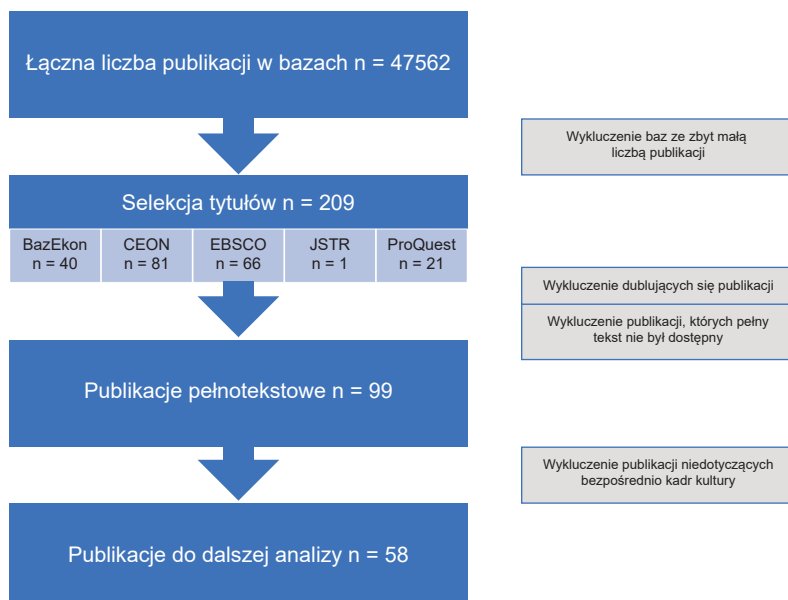 Łączna liczba publikacji w bazach n = 47562
Wykluczenie baz ze zbyt małą
liczbą publikacji
Selekcja tytułów n = 209
BazEkon
n = 40
CEON
n = 81
EBSCO
n = 66
JSTR
n = 1
ProQuest
n = 21
Wykluczenie dublujących się publikacji
Wykluczenie publikacji, których pełny
tekst nie był dostępny
Publikacje pełnotekstowe n = 99
Wykluczenie publikacji niedotyczących
bezpośrednio kadr kultury
Publikacje do dalszej analizy n = 58